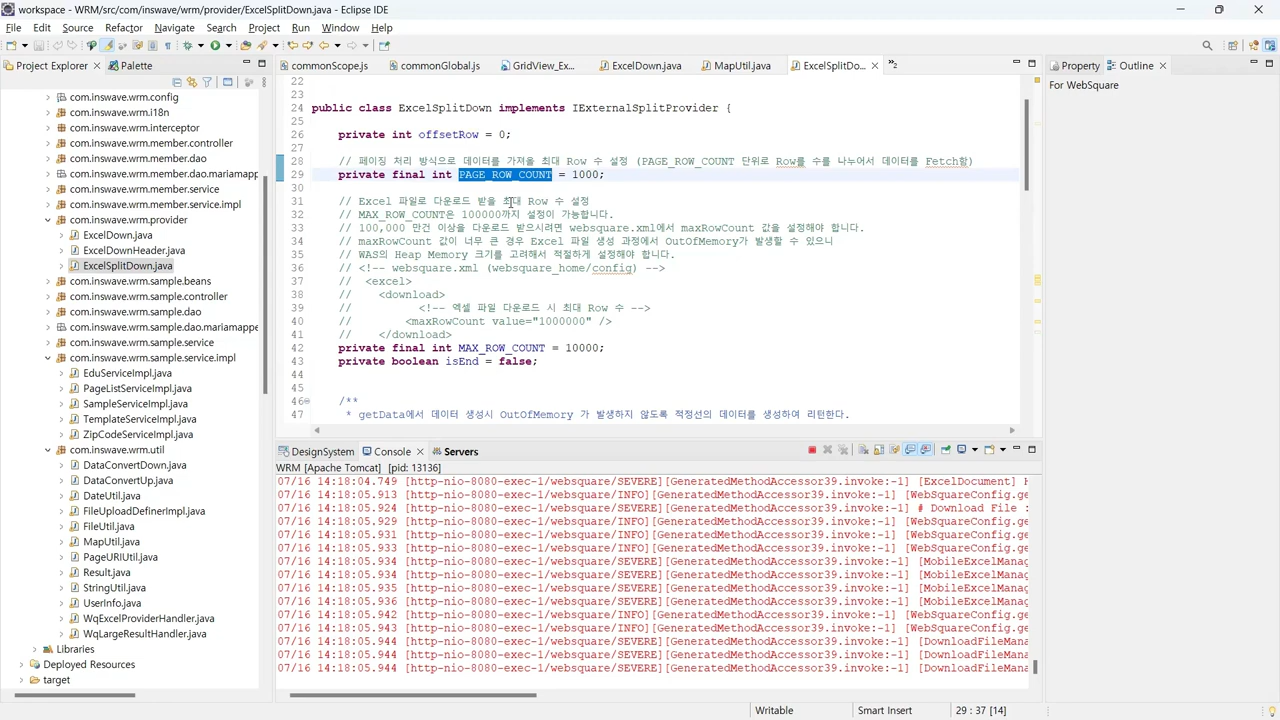 workspace - WRM/src/com/inswave/wrm/provider/ExcelSplitDown.java - Eclipse IDE
File Edit Source Refactor Navigate Search Project Run Window Help
Project Explorer Palette
com.inswave.wrm.config
com.inswave.wrm.i18n
com.inswave.wrm.interceptor
com.inswave.wrm.member.controller
com.inswave.wrm.member.dao
com.inswave.wrm.member.dao.mariamapp
com.inswave.wrm.member.service
com.inswave.wrm.member.service.impl
com.inswave.wrm.provider
ExcelDown.java
ExcelDownHeader.java
ExcelSplitDown.java
com.inswave.wrm.sample.beans
com.inswave.wrm.sample.controller
com.inswave.wrm.sample.dao
com.inswave.wrm.sample.dao.mariamappe
com.inswave.wrm.sample.service
com.inswave.wrm.sample.service.impl
EduServiceImpl.java
PageListServiceImpl.java
SampleServiceImpl.java
TemplateServiceImpl.java
ZipCodeServiceImpl.java
com.inswave.wrm.util
DataConvertDown.java
DataConvertUp.java
DateUtil.java
FileUploadDefinerImpl.java
FileUtil.java
MapUtil.java
PageURIUtil.java
Result.java
StringUtil.java
UserInfo.java
WqExcelProviderHandler.java
WqLargeResultHandler.java
Libraries
Deployed Resources
target
commonScope.js commonGlobal.js GridView_Ex... ExcelDown.java MapUtil.java ExcelSplitDo... »2
22
23
24 public class ExcelSplitDown implements IExternalSplitProvider {
25
26 private int offsetRow = 0;
27
28 // 페이징 처리 방식으로 데이터를 가져올 최대 Row 수 설정 (PAGE_ROW_COUNT 단위로 Row를 수를 나누어서 데이터를 Fetch함)
29 private final int PAGE_ROW_COUNT = 1000;
30
31 // Excel 파일로 다운로드 받을 최대 Row 수 설정
32 // MAX_ROW_COUNT은 100000까지 설정이 가능합니다.
33 // 100,000 만건 이상을 다운로드 받으시려면 websquare.xml에서 maxRowCount 값을 설정해야 합니다.
34 // maxRowCount 값이 너무 큰 경우 Excel 파일 생성 과정에서 OutOfMemory가 발생할 수 있으니
35 // WAS의 Heap Memory 크기를 고려해서 적절하게 설정해야 합니다.
36 // <!-- websquare.xml (websquare_home/config) -->
37 // <excel>
38 // <download>
39 // <!-- 엑셀 파일 다운로드 시 최대 Row 수 -->
40 // <maxRowCount value="1000000" />
41 // </download>
42 private final int MAX_ROW_COUNT = 10000;
43 private boolean isEnd = false;
44
45
46 /**
47 * getData에서 데이터 생성시 OutOfMemory 가 발생하지 않도록 적정선의 데이터를 생성하여 리턴한다.
DesignSystem Console Servers
WRM [Apache Tomcat] [pid: 13136]
07/16 14:18:04.749 [http-nio-8080-exec-1/websquare/SEVERE][GeneratedMethodAccessor39.invoke:-1] [ExcelDocument] H
07/16 14:18:05.913 [http-nio-8080-exec-1/websquare/INFO][GeneratedMethodAccessor39.invoke:-1] [WebSquareConfig.ge
07/16 14:18:05.924 [http-nio-8080-exec-1/websquare/SEVERE][GeneratedMethodAccessor39.invoke:-1] # Download File :
07/16 14:18:05.929 [http-nio-8080-exec-1/websquare/INFO][GeneratedMethodAccessor39.invoke:-1] [WebSquareConfig.ge
07/16 14:18:05.931 [http-nio-8080-exec-1/websquare/INFO][GeneratedMethodAccessor39.invoke:-1] [WebSquareConfig.ge
07/16 14:18:05.933 [http-nio-8080-exec-1/websquare/INFO][GeneratedMethodAccessor39.invoke:-1] [WebSquareConfig.ge
07/16 14:18:05.934 [http-nio-8080-exec-1/websquare/SEVERE][GeneratedMethodAccessor39.invoke:-1] [MobileExcelManag
07/16 14:18:05.934 [http-nio-8080-exec-1/websquare/SEVERE][GeneratedMethodAccessor39.invoke:-1] [MobileExcelManag
07/16 14:18:05.935 [http-nio-8080-exec-1/websquare/SEVERE][GeneratedMethodAccessor39.invoke:-1] [MobileExcelManag
07/16 14:18:05.936 [http-nio-8080-exec-1/websquare/SEVERE][GeneratedMethodAccessor39.invoke:-1] [MobileExcelManag
07/16 14:18:05.942 [http-nio-8080-exec-1/websquare/INFO][GeneratedMethodAccessor39.invoke:-1] [WebSquareConfig.ge
07/16 14:18:05.943 [http-nio-8080-exec-1/websquare/INFO][GeneratedMethodAccessor39.invoke:-1] [WebSquareConfig.ge
07/16 14:18:05.944 [http-nio-8080-exec-1/websquare/SEVERE][GeneratedMethodAccessor39.invoke:-1] [DownloadFileMana
07/16 14:18:05.944 [http-nio-8080-exec-1/websquare/SEVERE][GeneratedMethodAccessor39.invoke:-1] [DownloadFileMana
07/16 14:18:05.944 [http-nio-8080-exec-1/websquare/SEVERE][GeneratedMethodAccessor39.invoke:-1] [DownloadFileMana
Property Outline
For WebSquare
Writable Smart Insert 29 : 37 [14]